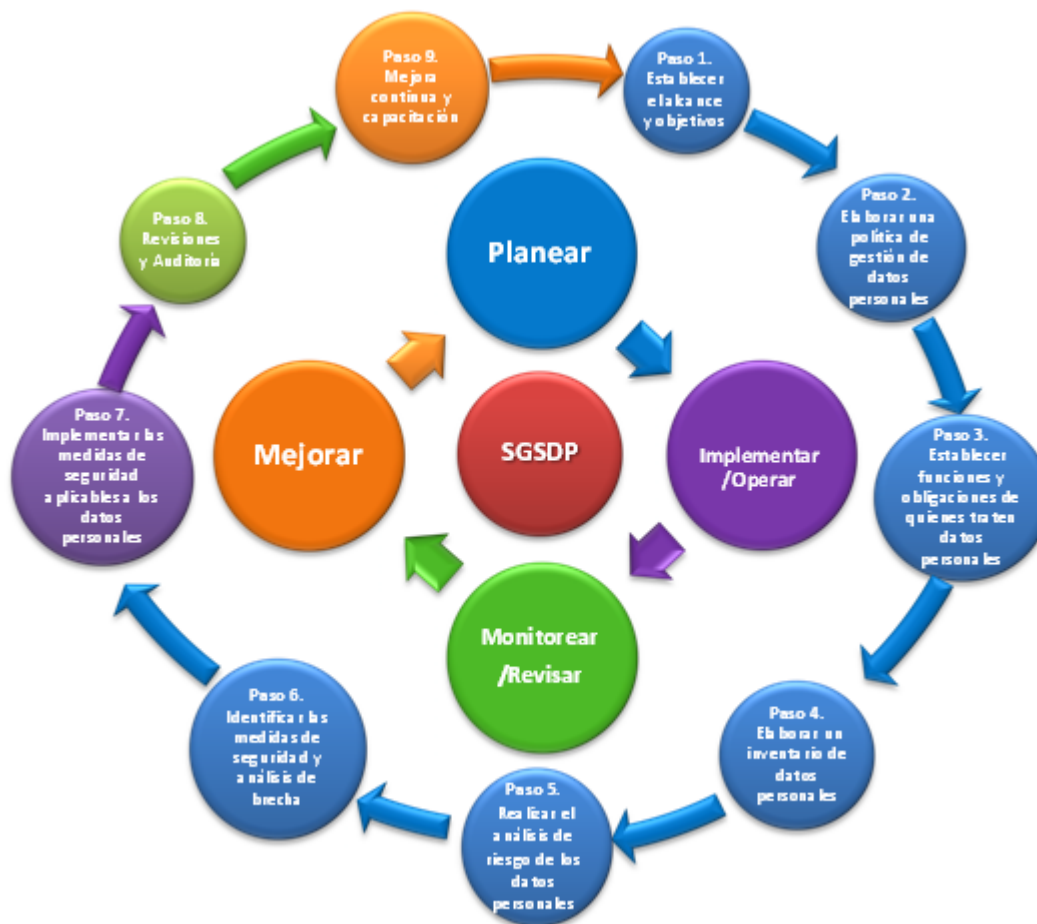 Paso 9.
Mejora
continua y
capacitación
Paso 1.
Establecer
el alcance
y objetivos
Paso 2.
Elaborar una
política de
gestión de
datos
personales
Paso 3.
Establecer
funciones y
obligaciones de
quienes traten
datos
personales
Paso 4.
Elaborar un
inventario de
datos
personales
Paso 5.
Realizar el
análisis de
riesgo de los
datos
personales
Paso 6.
Identificar las
medidas de
seguridad y
análisis de
brecha
Paso 7.
Implementar las
medidas de
seguridad
aplicables a los
datos
personales
Paso 8.
Revisiones
y Auditoría
Planear
Implementar
/Operar
Monitorear
/Revisar
Mejorar
SGSDP